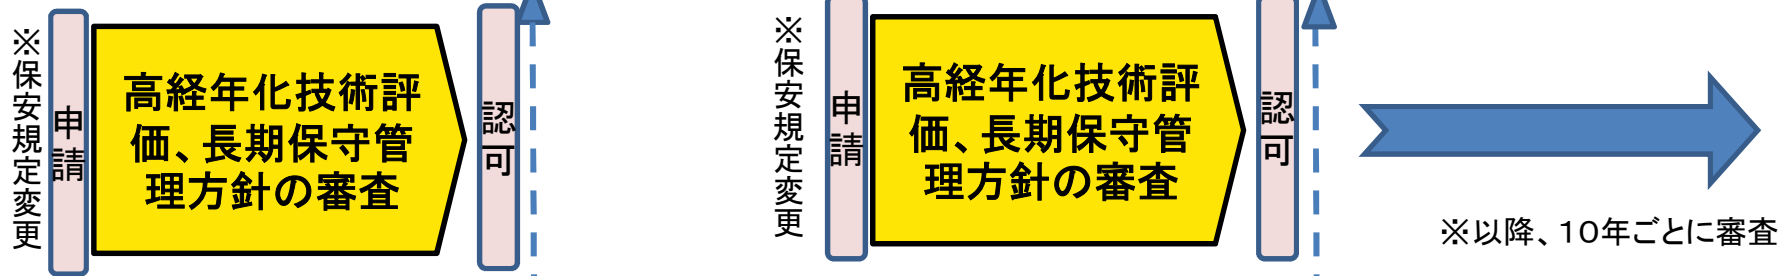 ※保安規定変更
申請
高経年化技術評
価、長期保守管
理方針の審査
認可
※保安規定変更
申請
高経年化技術評
価、長期保守管
理方針の審査
認可
※以降、１０年ごとに審査